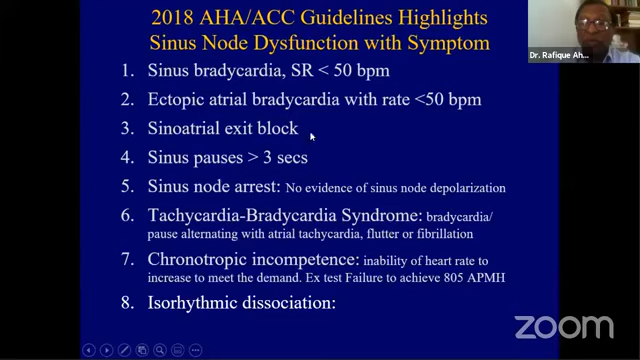 2018 AHA/ACC Guidelines Highlights
Sinus Node Dysfunction with Symptom
1. Sinus bradycardia, SR < 50 bpm
2. Ectopic atrial bradycardia with rate <50 bpm
3. Sinoatrial exit block
4. Sinus pauses > 3 secs
5. Sinus node arrest: No evidence of sinus node depolarization
6. Tachycardia-Bradycardia Syndrome: bradycardia/
pause alternating with atrial tachycardia, flutter or fibrillation
7. Chronotropic incompetence: inability of heart rate to
increase to meet the demand. Ex test Failure to achieve 805 APMH
8. Isorhythmic dissociation:
Dr. Rafique Ah...
zoom